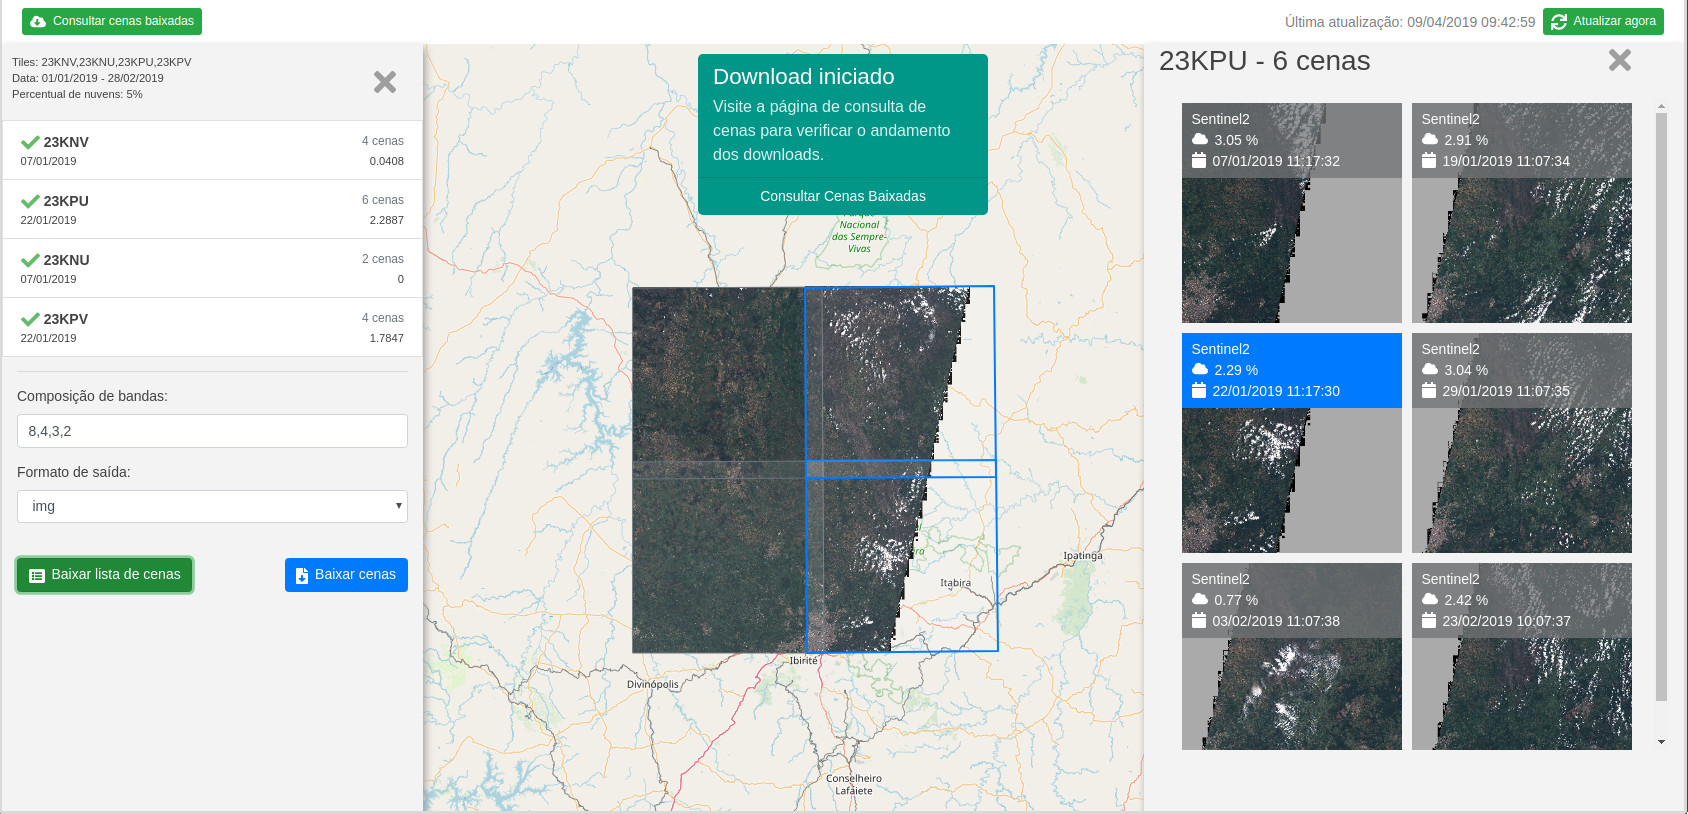 Consultar cenas baixadas
Última atualização: 09/04/2019 09:42:59
Atualizar agora
Tiles: 23KNV,23KNU,23KPU,23KPV
Data: 01/01/2019 - 28/02/2019
Percentual de nuvens: 5%
23KNV
4 cenas
07/01/2019
0.0408
23KPU
6 cenas
22/01/2019
2.2887
23KNU
2 cenas
07/01/2019
0
23KPV
4 cenas
22/01/2019
1.7847
Composição de bandas:
8,4,3,2
Formato de saída:
img
Baixar lista de cenas
Baixar cenas
Download iniciado
Visite a página de consulta de
cenas para verificar o andamento
dos downloads.
Consultar Cenas Baixadas
Parque
Nacional
das Sempre-
Vivas
Ipatinga
Itabira
Ibirité
Divinópolis
Conselheiro
Lafaiete
23KPU - 6 cenas
Sentinel2
3.05 %
07/01/2019 11:17:32
Sentinel2
2.91 %
19/01/2019 11:07:34
Sentinel2
2.29 %
22/01/2019 11:17:30
Sentinel2
3.04 %
29/01/2019 11:07:35
Sentinel2
0.77 %
03/02/2019 11:07:38
Sentinel2
2.42 %
23/02/2019 10:07:37